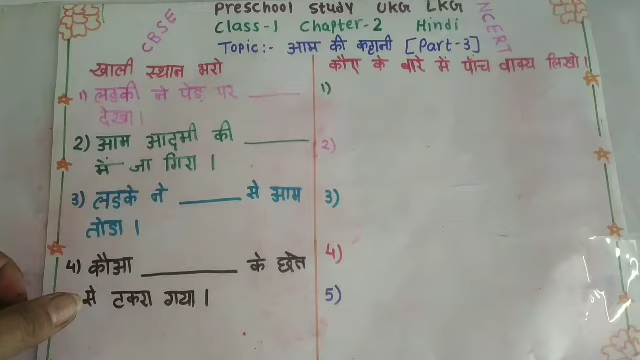 Preschool Study UKG LKG
Class-1 Chapter-2 Hindi
Topic:- आम की कहानी [Part-3]
CBSE
NCERT
खाली स्थान भरो
1) लड़की ने पेड़ पर ______
देखा।
2) आम आदमी की ______
में जा गिरा।
3) लड़के ने ______ से आम
तोड़ा।
4) कौआ ______ के छाते
से टकरा गया।
कौए के बारे में पाँच वाक्य लिखो।
1)
2)
3)
4)
5)